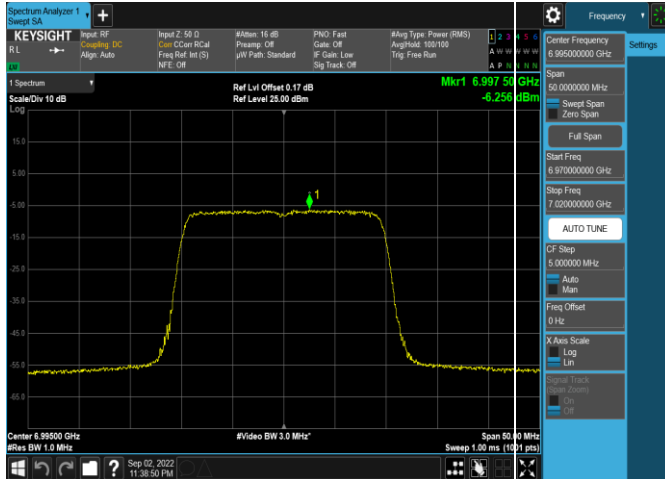 Spectrum Analyzer 1
Swept SA
+
KEYSIGHT
RL
Input: RF
Coupling: DC
Align: Auto
Input Z: 50 Ω
Corr CCorr RCal
Freq Ref: Int (S)
NFE: Off
#Atten: 16 dB
Preamp: Off
µW Path: Standard
PNO: Fast
Gate: Off
IF Gain: Low
Sig Track: Off
#Avg Type: Power (RMS)
Avg|Hold: 100/100
Trig: Free Run
1 2 3 4 5 6
A W W W W W
A P N N N N
1 Spectrum
Scale/Div 10 dB
Log
Ref Lvl Offset 0.17 dB
Ref Level 25.00 dBm
Mkr1 6.997 50 GHz
-6.256 dBm
15.0
5.00
-5.00
-15.0
-25.0
-35.0
-45.0
-55.0
-65.0
1
Center 6.99500 GHz
#Res BW 1.0 MHz
#Video BW 3.0 MHz*
Span 50.00 MHz
Sweep 1.00 ms (1001 pts)
?
Sep 02, 2022
11:38:50 PM
Frequency
Settings
Center Frequency
6.995000000 GHz
Span
50.0000000 MHz
Swept Span
Zero Span
Full Span
Start Freq
6.970000000 GHz
Stop Freq
7.020000000 GHz
AUTO TUNE
CF Step
5.000000 MHz
Auto
Man
Freq Offset
0 Hz
X Axis Scale
Log
Lin
Signal Track
(Span Zoom)
On
Off